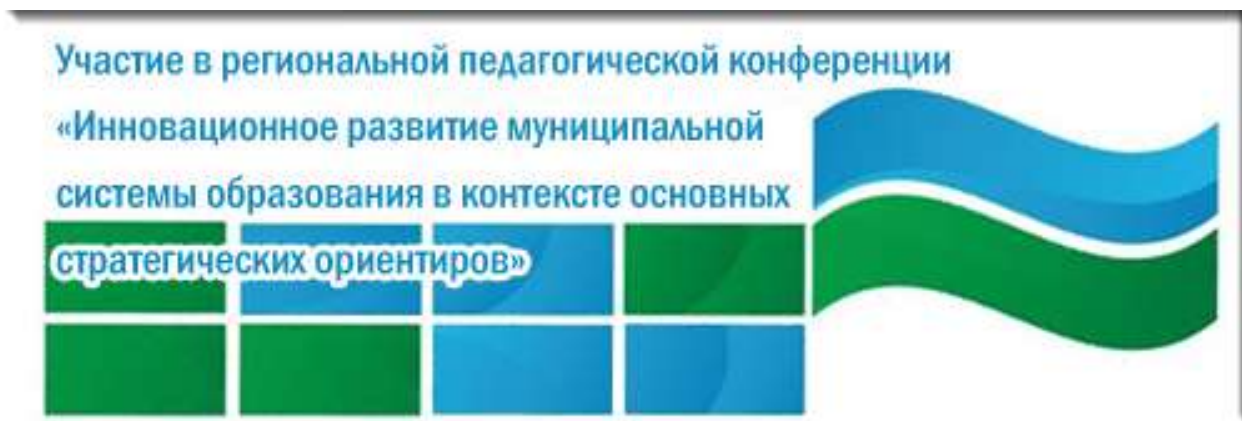 Участие в региональной педагогической конференции
«Инновационное развитие муниципальной
системы образования в контексте основных
стратегических ориентиров»